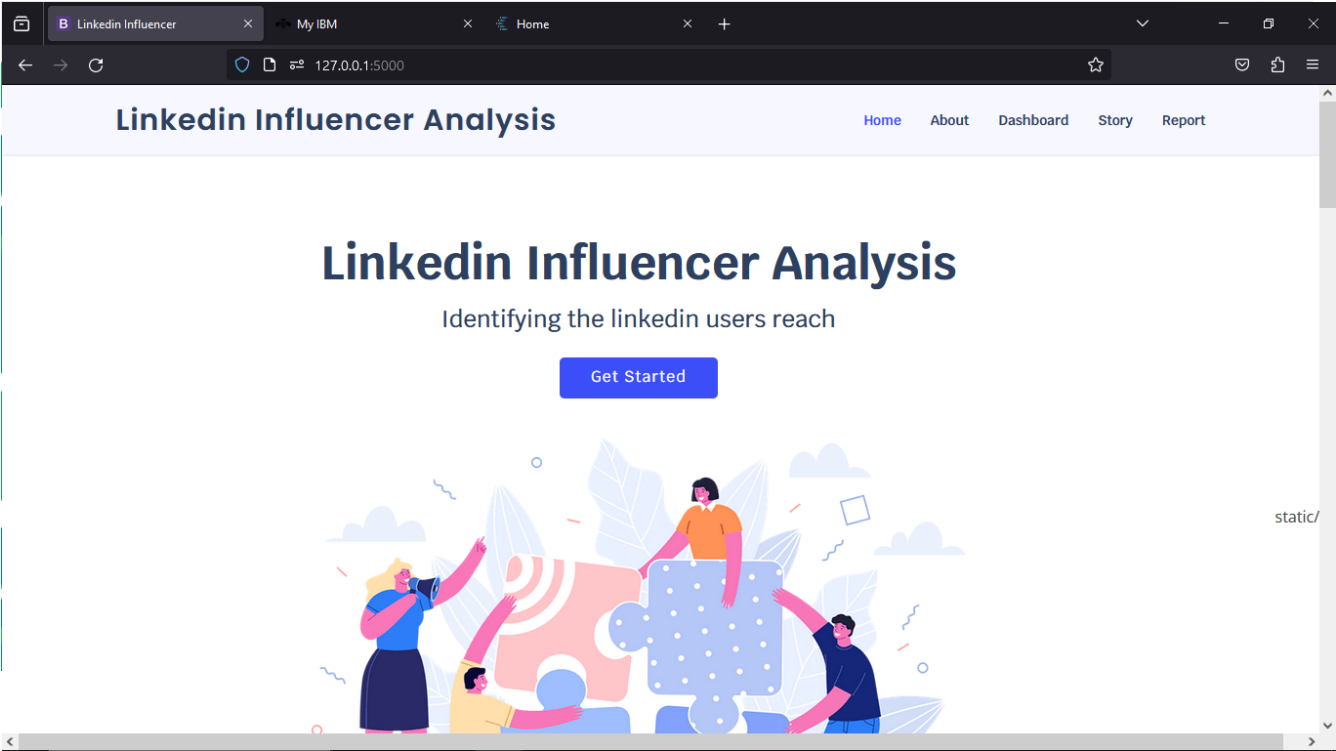 Linkedin Influencer
My IBM
Home
127.0.0.1:5000
Linkedin Influencer Analysis
Home
About
Dashboard
Story
Report
Linkedin Influencer Analysis
Identifying the linkedin users reach
Get Started
static/